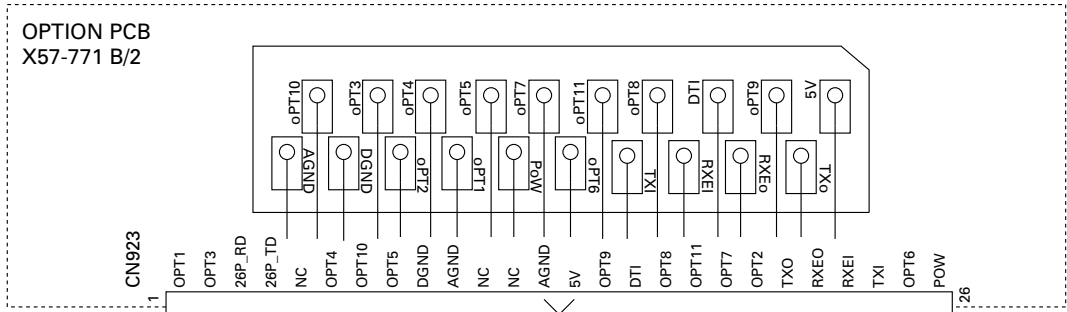 OPTION PCB
X57-771 B/2
oPT10
oPT3
oPT4
oPT5
oPT7
oPT11
oPT8
DTI
oPT9
5V
AGND
DGND
oPT2
oPT1
PoW
oPT6
TXI
RXEI
RXEo
TXo
CN923
1
OPT1
OPT3
26P_RD
26P_TD
NC
OPT4
OPT10
OPT5
DGND
AGND
NC
NC
AGND
5V
OPT9
DTI
OPT8
OPT11
OPT7
OPT2
TXO
RXEO
RXEI
TXI
OPT6
POW
26